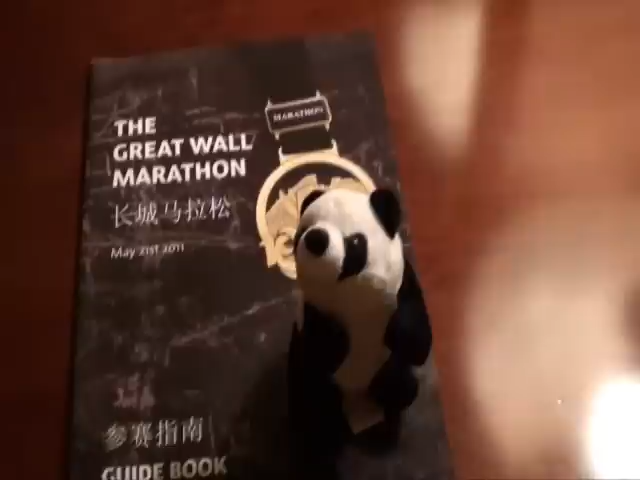 MARATHON
THE
GREAT WALL
MARATHON
长城马拉松
May 21st 2011
参赛指南
GUIDE BOOK